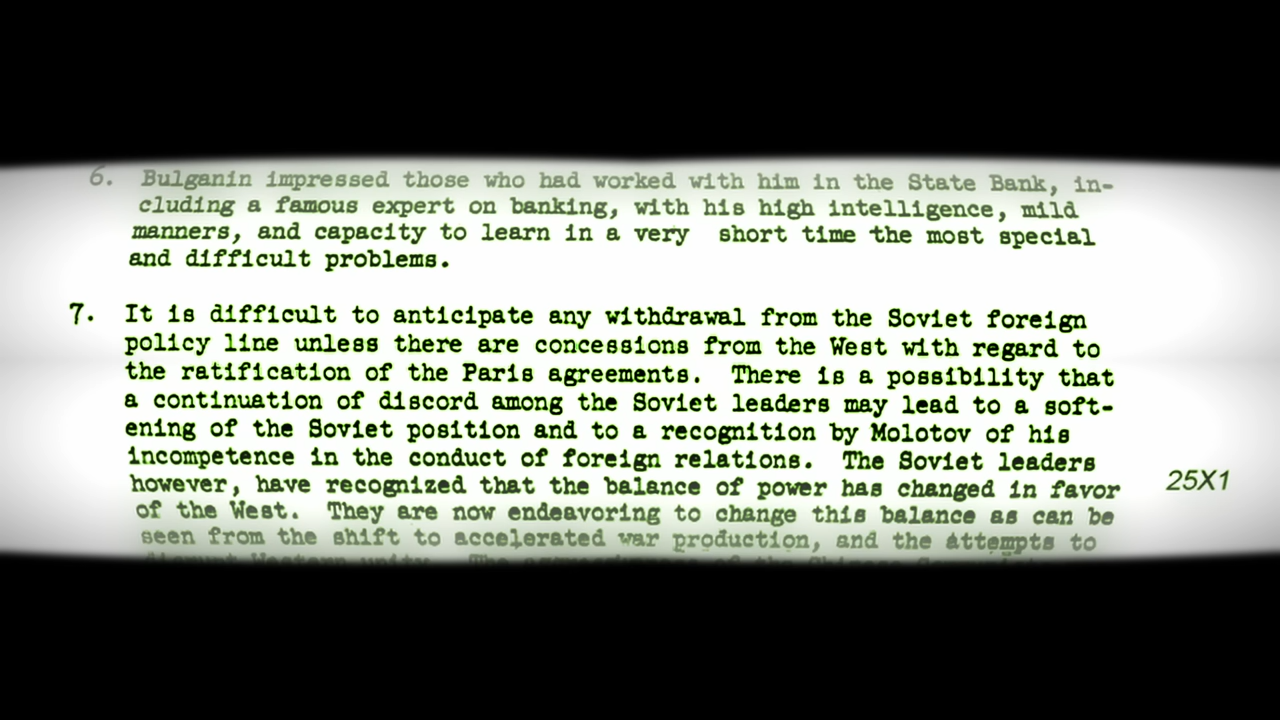 6. Bulganin impressed those who had worked with him in the State Bank, in-
cluding a famous expert on banking, with his high intelligence, mild
manners, and capacity to learn in a very short time the most special
and difficult problems.
7. It is difficult to anticipate any withdrawal from the Soviet foreign
policy line unless there are concessions from the West with regard to
the ratification of the Paris agreements. There is a possibility that
a continuation of discord among the Soviet leaders may lead to a soft-
ening of the Soviet position and to a recognition by Molotov of his
incompetence in the conduct of foreign relations. The Soviet leaders
however, have recognized that the balance of power has changed in favor
25X1
of the West. They are now endeavoring to change this balance as can be
seen from the shift to accelerated war production, and the attempts to
disrupt Western unity. The of the Chinese